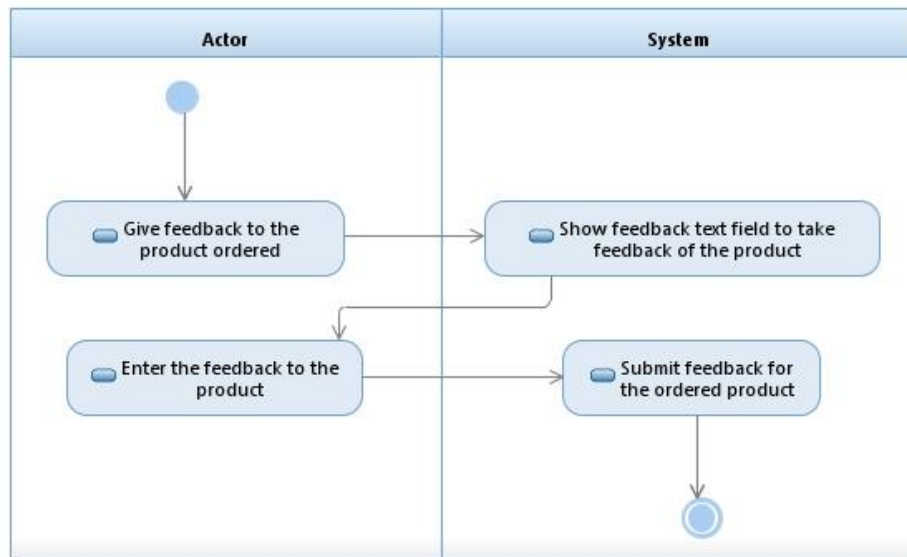 Actor
System
Give feedback to the
product ordered
Show feedback text field to take
feedback of the product
Enter the feedback to the
product
Submit feedback for
the ordered product